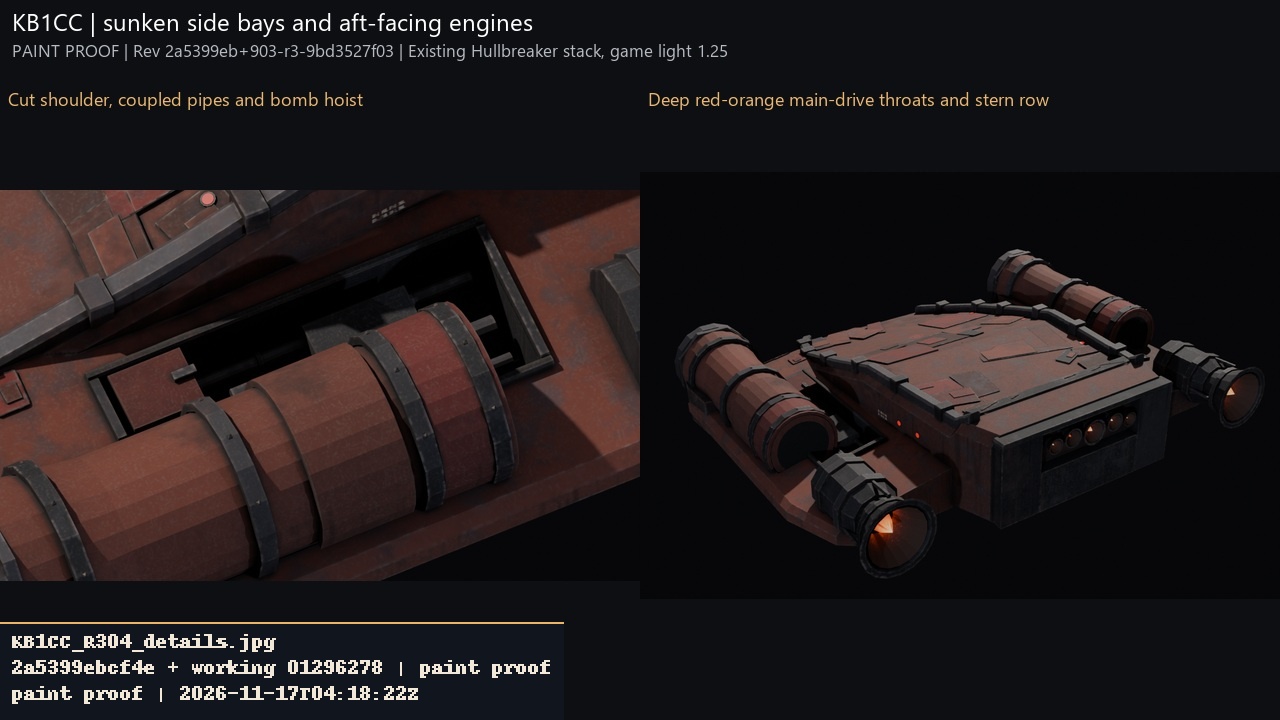 KB1CC | sunken side bays and aft-facing engines
PAINT PROOF | Rev 2a5399eb+903-r3-9bd3527f03 | Existing Hullbreaker stack, game light 1.25
Cut shoulder, coupled pipes and bomb hoist
Deep red-orange main-drive throats and stern row
KB1CC_R304_details.jpg
2a5399ebcf4e + working 01296278 | paint proof
paint proof | 2026-11-17T04:18:22Z